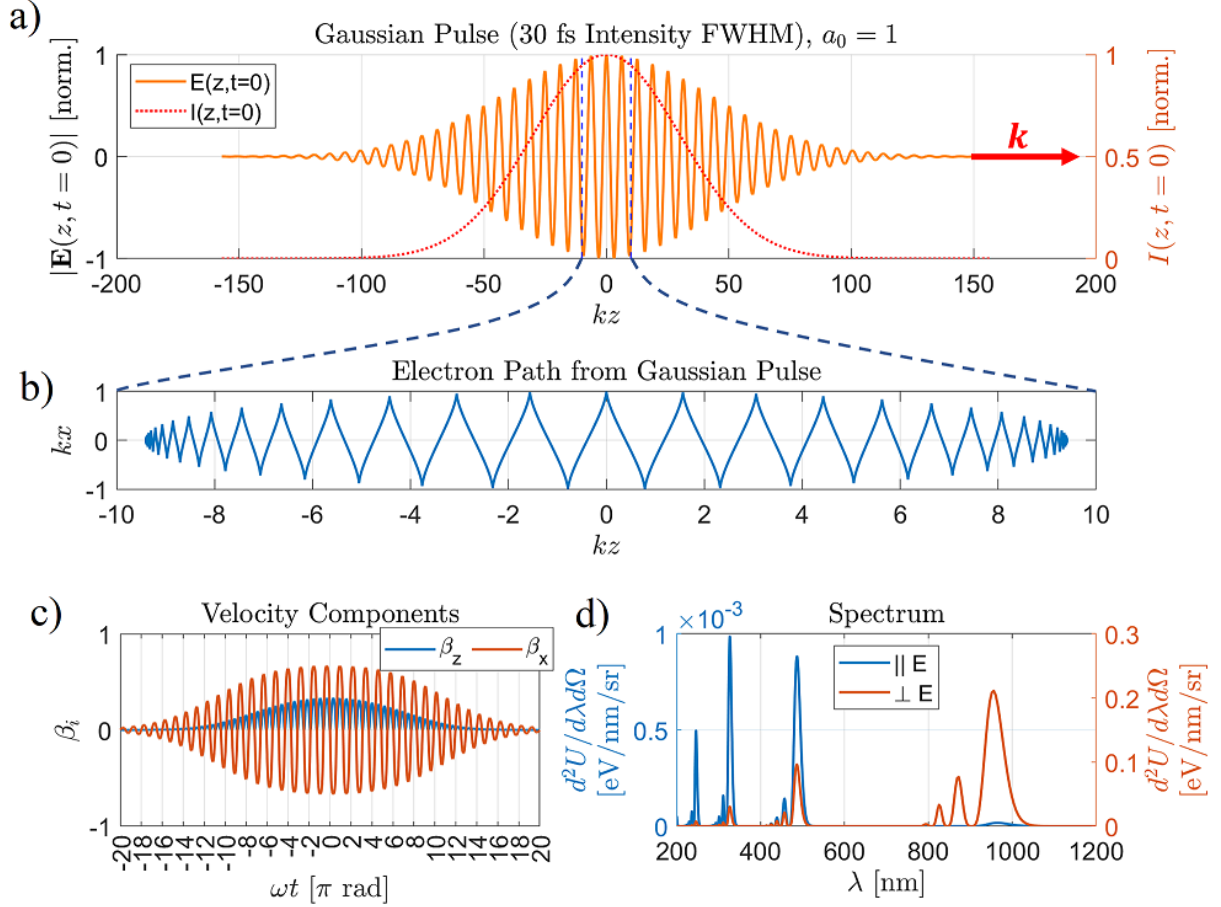 a)
Gaussian Pulse (30 fs Intensity FWHM), a₀ = 1
|E(z, t = 0)| [norm.]
1
0
-1
E(z,t=0)
I(z,t=0)
k
1
0.5
0
I(z, t = 0) [norm.]
-200 -150 -100 -50 0 50 100 150 200
kz
b)
Electron Path from Gaussian Pulse
kx
1
0
-1
-10 -8 -6 -4 -2 0 2 4 6 8 10
kz
c)
Velocity Components
βᵢ
1
0
-1
β_z β_x
-20 -18 -16 -14 -12 -10 -8 -6 -4 -2 0 2 4 6 8 10 12 14 16 18 20
ωt [π rad]
d)
×10⁻³
Spectrum
d²U/dλdΩ
[eV/nm/sr]
1
0.5
0
|| E
⊥ E
0.3
0.2
0.1
0
d²U/dλdΩ
[eV/nm/sr]
200 400 600 800 1000 1200
λ [nm]